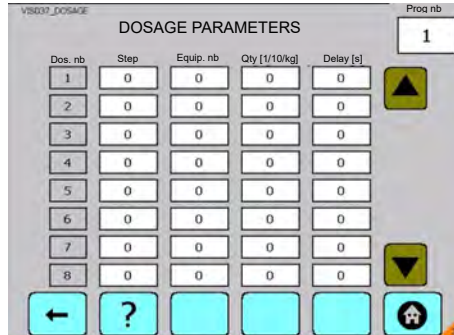 VIS037_DOSAGE
Prog nb
DOSAGE PARAMETERS
1
Dos. nb Step Equip. nb Qty [1/10/kg] Delay [s]
1 0 0 0 0
2 0 0 0 0
3 0 0 0 0
4 0 0 0 0
5 0 0 0 0
6 0 0 0 0
7 0 0 0 0
8 0 0 0 0
?